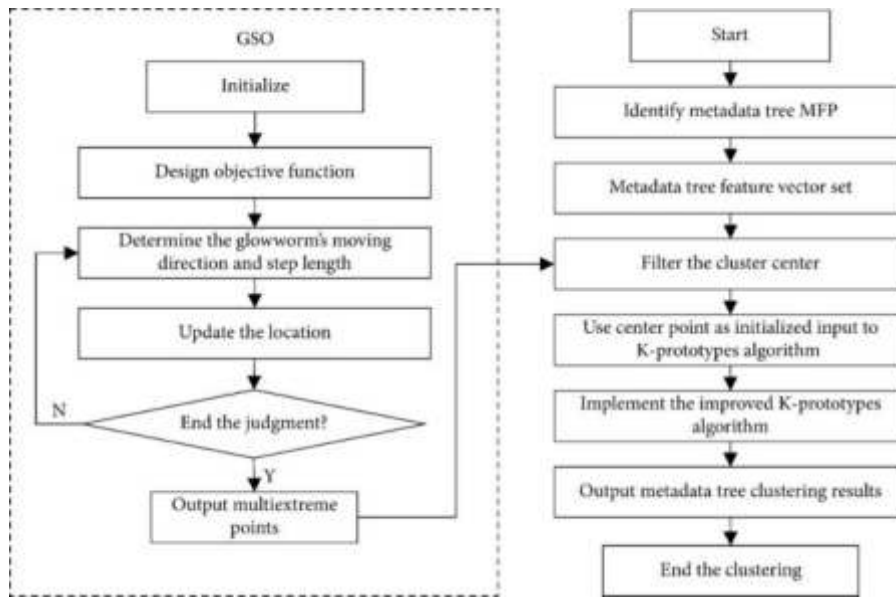 GSO
Initialize
Design objective function
Determine the glowworm's moving
direction and step length
Update the location
N
End the judgment?
Y
Output multiextreme
points
Start
Identify metadata tree MFP
Metadata tree feature vector set
Filter the cluster center
Use center point as initialized input to
K-prototypes algorithm
Implement the improved K-prototypes
algorithm
Output metadata tree clustering results
End the clustering